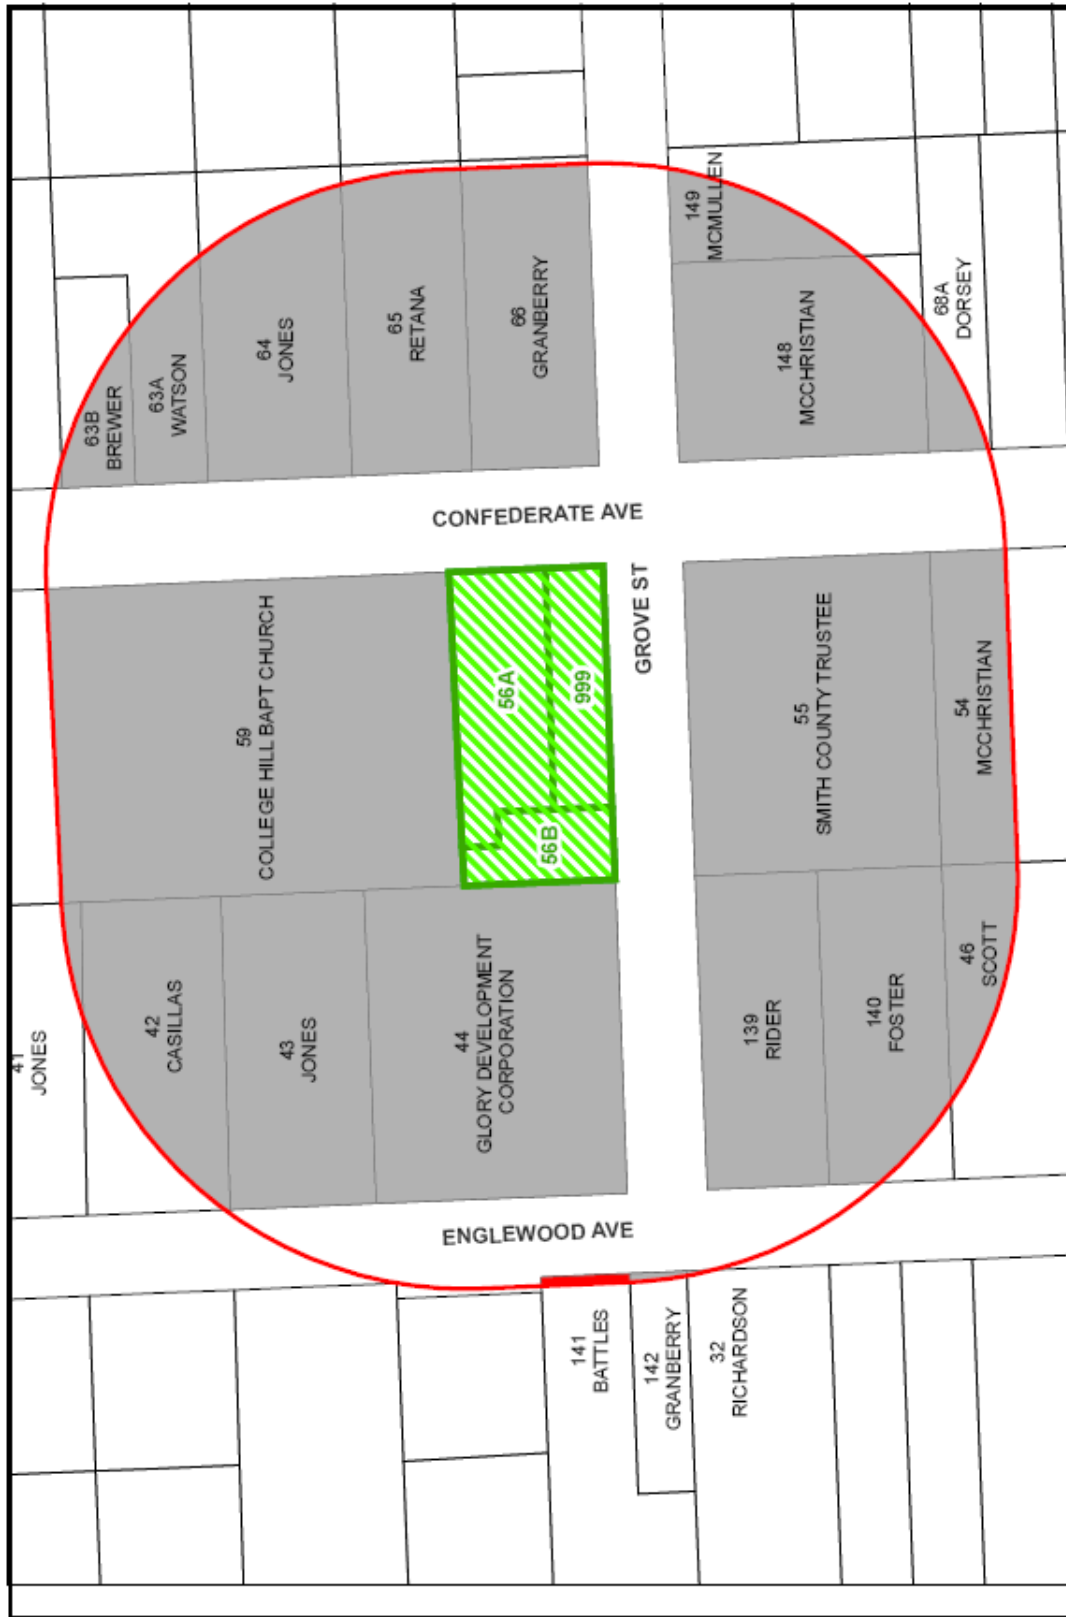 149
MCMULLEN
68A
DORSEY
66
GRANBERRY
65
RETANA
64
JONES
148
MCCHRISTIAN
63A
WATSON
63B
BREWER
CONFEDERATE AVE
GROVE ST
59
COLLEGE HILL BAPT CHURCH
56A
999
56B
55
SMITH COUNTY TRUSTEE
54
MCCHRISTIAN
41
JONES
42
CASILLAS
43
JONES
44
GLORY DEVELOPMENT
CORPORATION
139
RIDER
140
FOSTER
46
SCOTT
ENGLEWOOD AVE
141
BATTLES
142
GRANBERRY
32
RICHARDSON